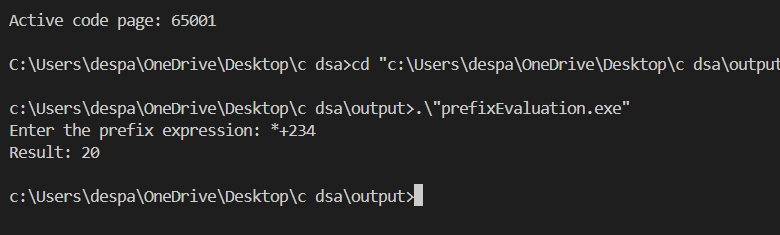 Active code page: 65001
C:\Users\despa\OneDrive\Desktop\c dsa>cd "c:\Users\despa\OneDrive\Desktop\c dsa\output
c:\Users\despa\OneDrive\Desktop\c dsa\output>.\"prefixEvaluation.exe"
Enter the prefix expression: *+234
Result: 20
c:\Users\despa\OneDrive\Desktop\c dsa\output>